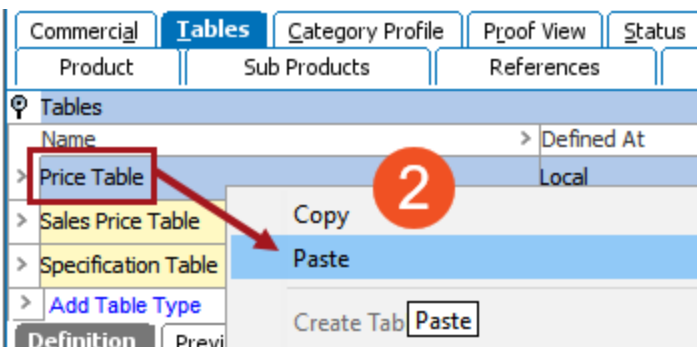 Commercial Tables Category Profile Proof View Status
Product Sub Products References
Tables
Name > Defined At
> Price Table Local
2
Copy
> Sales Price Table
Paste
> Specification Table
> Add Table Type
Create Tab Paste
Definition Previ